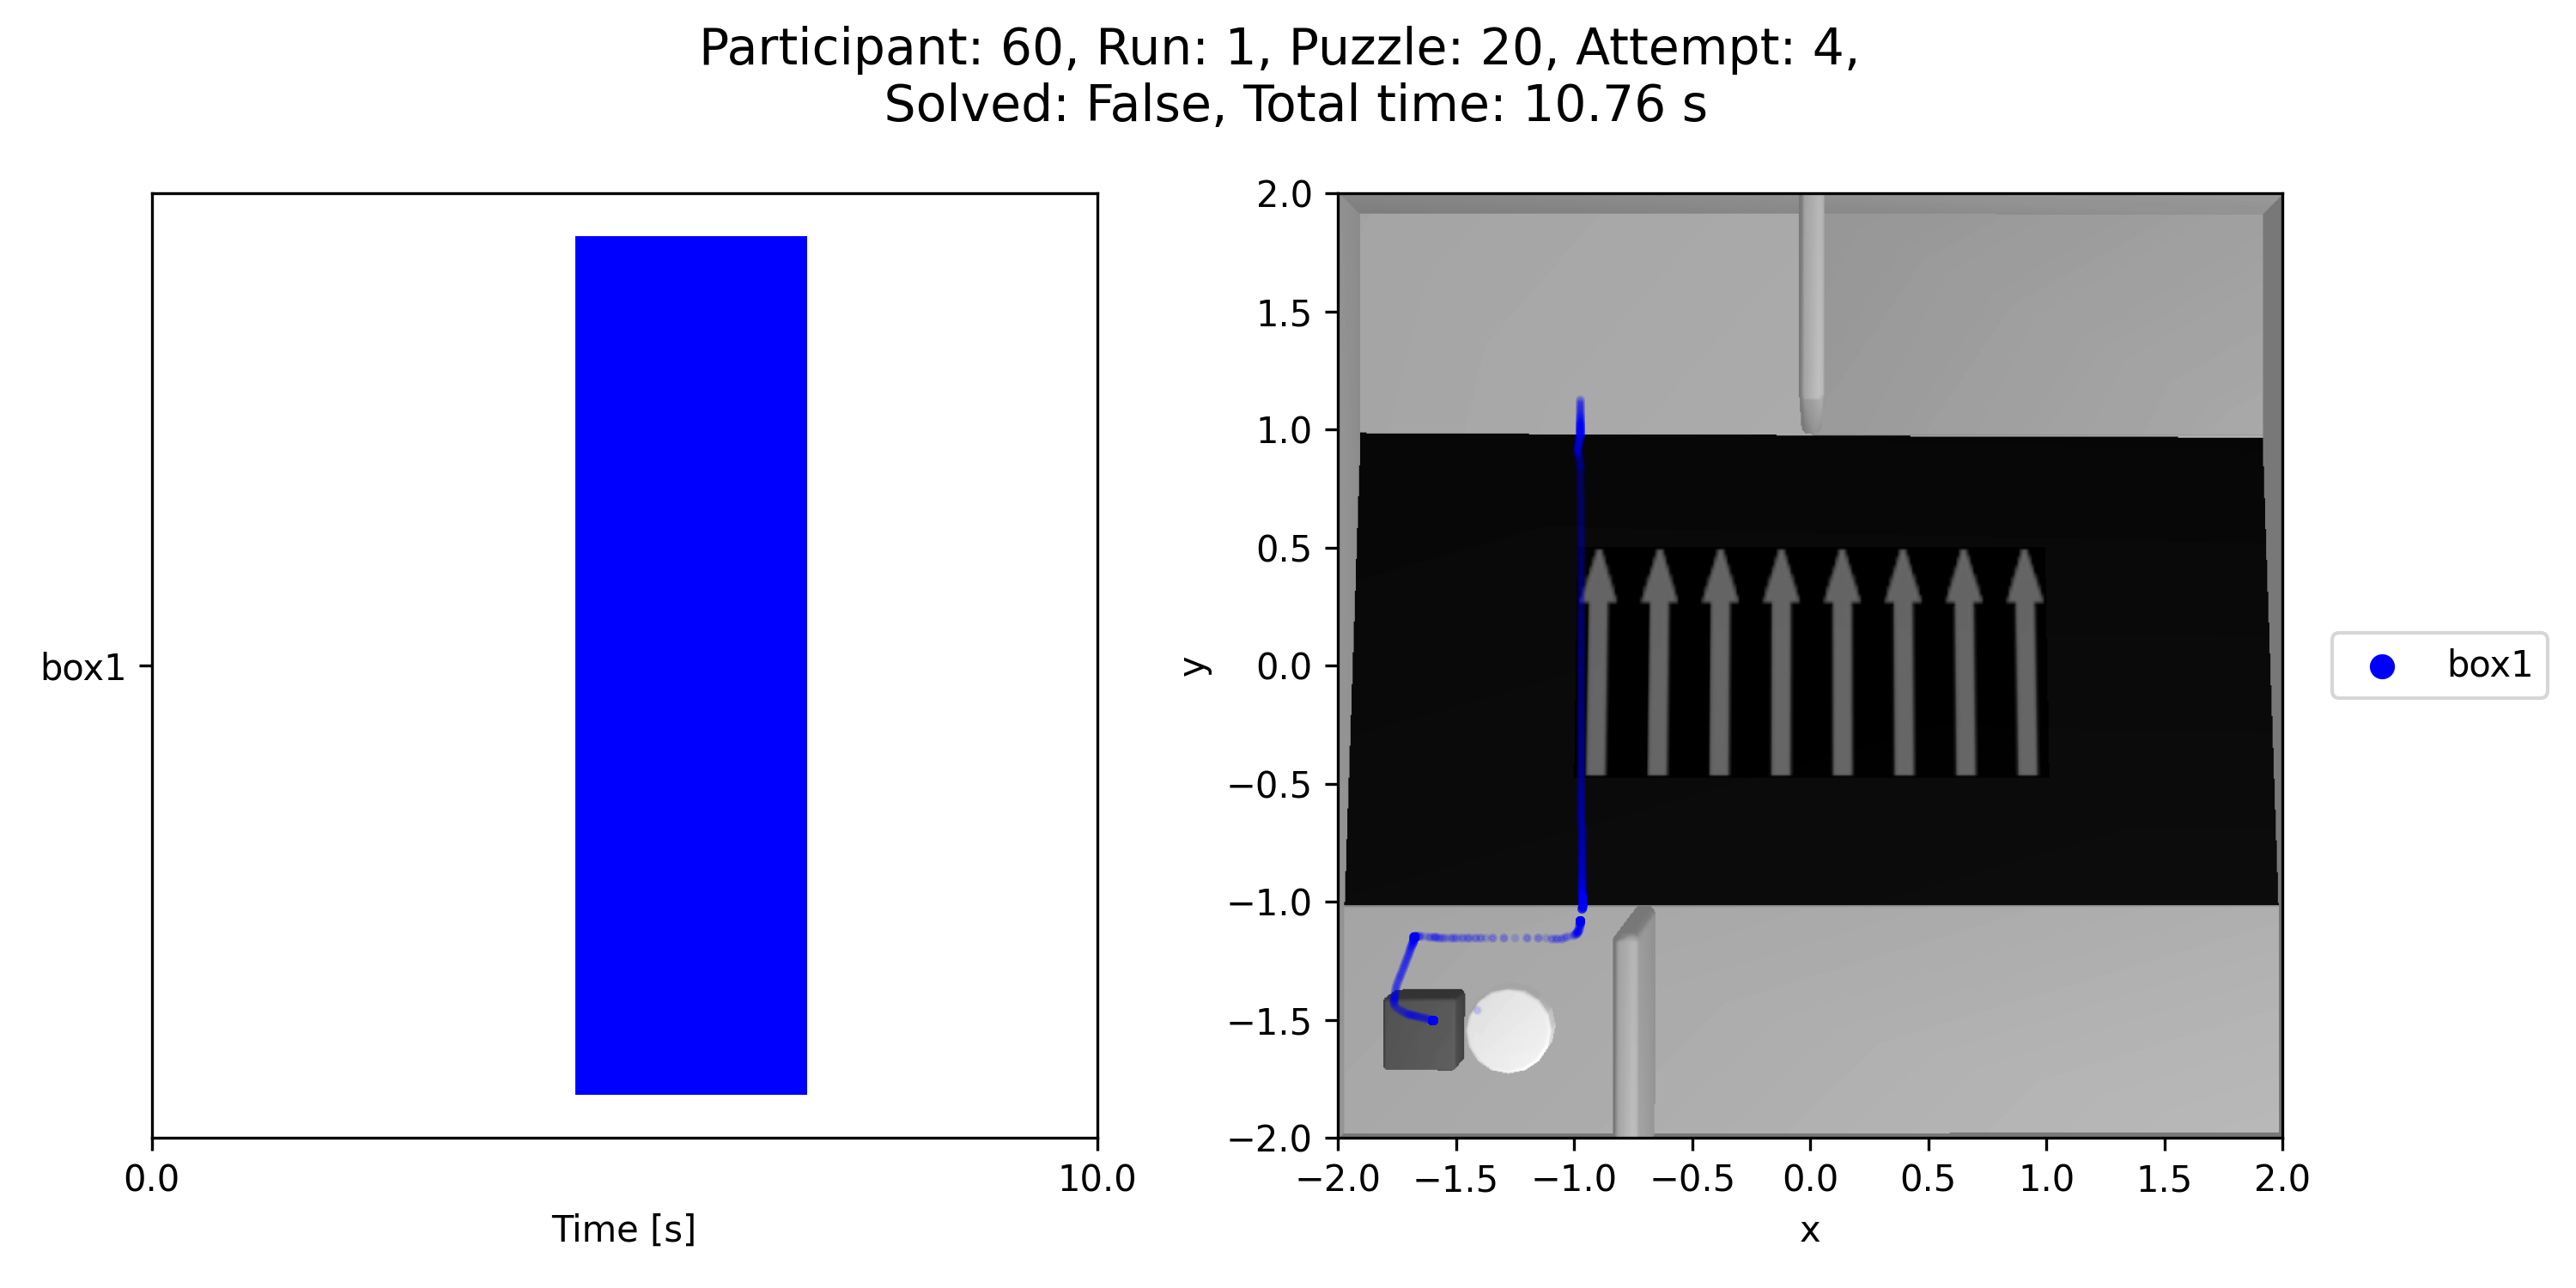 Participant: 60, Run: 1, Puzzle: 20, Attempt: 4,
Solved: False, Total time: 10.76 s
box1
0.0
10.0
Time [s]
2.0
1.5
1.0
0.5
0.0
−0.5
−1.0
−1.5
−2.0
y
−2.0
−1.5
−1.0
−0.5
0.0
0.5
1.0
1.5
2.0
x
box1